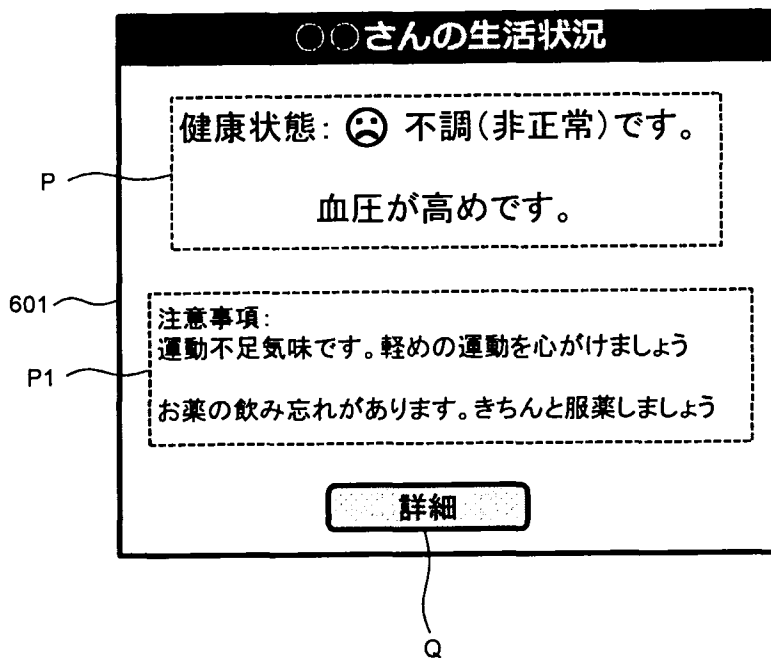 ○○さんの生活状況
健康状態: ☹ 不調(非正常)です。
血圧が高めです。
P
601
注意事項:
運動不足気味です。軽めの運動を心がけましょう
P1
お薬の飲み忘れがあります。きちんと服薬しましょう
詳細
Q